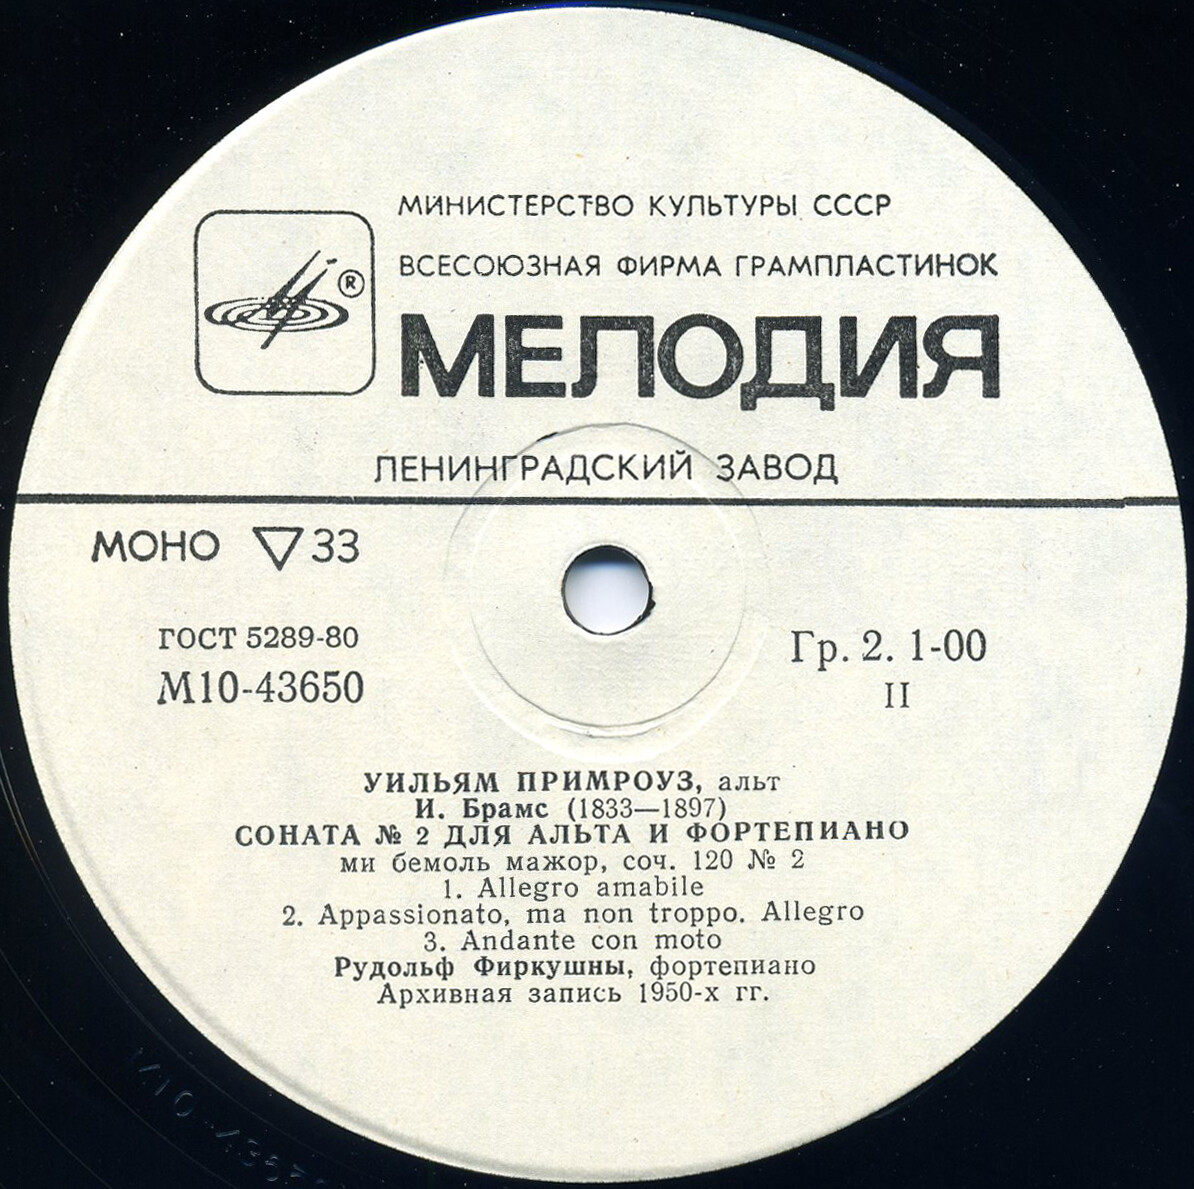 МИНИСТЕРСТВО КУЛЬТУРЫ СССР
ВСЕСОЮЗНАЯ ФИРМА ГРАМПЛАСТИНОК
®
МЕЛОДИЯ
ЛЕНИНГРАДСКИЙ ЗАВОД
МОНО ▽ 33
ГОСТ 5289-80
М10-43650
Гр. 2. 1-00
II
УИЛЬЯМ ПРИМРОУЗ, альт
И. Брамс (1833—1897)
СОНАТА № 2 ДЛЯ АЛЬТА И ФОРТЕПИАНО
ми бемоль мажор, соч. 120 № 2
1. Allegro amabile
2. Appassionato, ma non troppo. Allegro
3. Andante con moto
Рудольф Фиркушны, фортепиано
Архивная запись 1950-х гг.